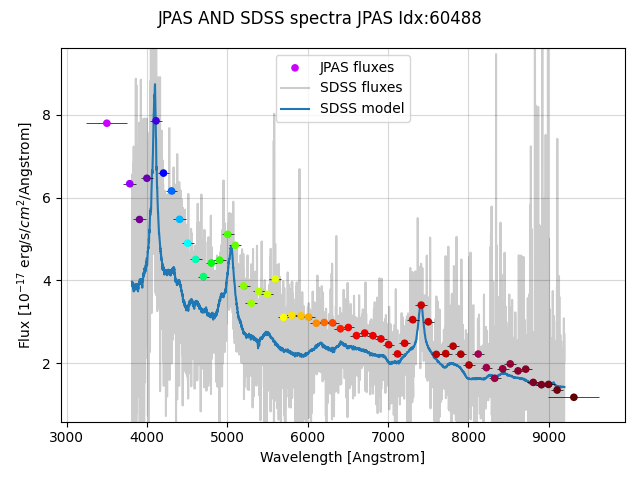 JPAS AND SDSS spectra JPAS Idx:60488
JPAS fluxes
SDSS fluxes
SDSS model
Flux [10⁻¹⁷ erg/s/cm²/Angstrom]
8
6
4
2
3000 4000 5000 6000 7000 8000 9000
Wavelength [Angstrom]